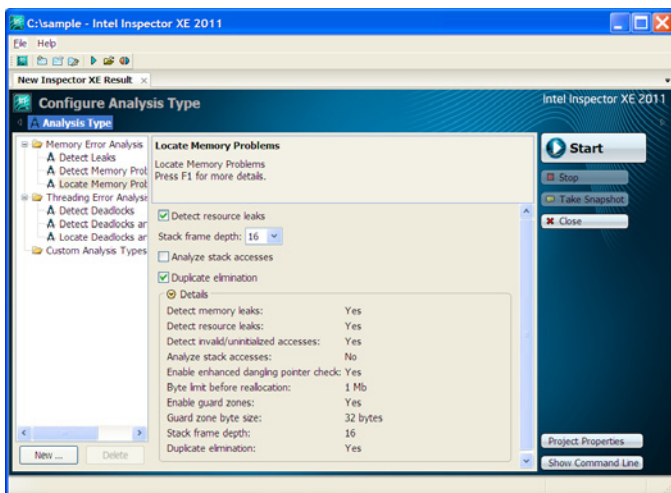 C:\sample - Intel Inspector XE 2011
File Help
New Inspector XE Result
Configure Analysis Type
Intel Inspector XE 2011
Analysis Type
Memory Error Analysis
Detect Leaks
Detect Memory Prob
Locate Memory Prob
Threading Error Analyse
Detect Deadlocks
Detect Deadlocks ar
Locate Deadlocks ar
Custom Analysis Types
New ...
Delete
Locate Memory Problems
Locate Memory Problems
Press F1 for more details.
Detect resource leaks
Stack frame depth: 16
Analyze stack accesses
Duplicate elimination
Details
Detect memory leaks: Yes
Detect resource leaks: Yes
Detect invalid/uninitialized accesses: Yes
Analyze stack accesses: No
Enable enhanced dangling pointer check: Yes
Byte limit before reallocation: 1 Mb
Enable guard zones: Yes
Guard zone byte size: 32 bytes
Stack frame depth: 16
Duplicate elimination: Yes
Start
Stop
Take Snapshot
Close
Project Properties
Show Command Line